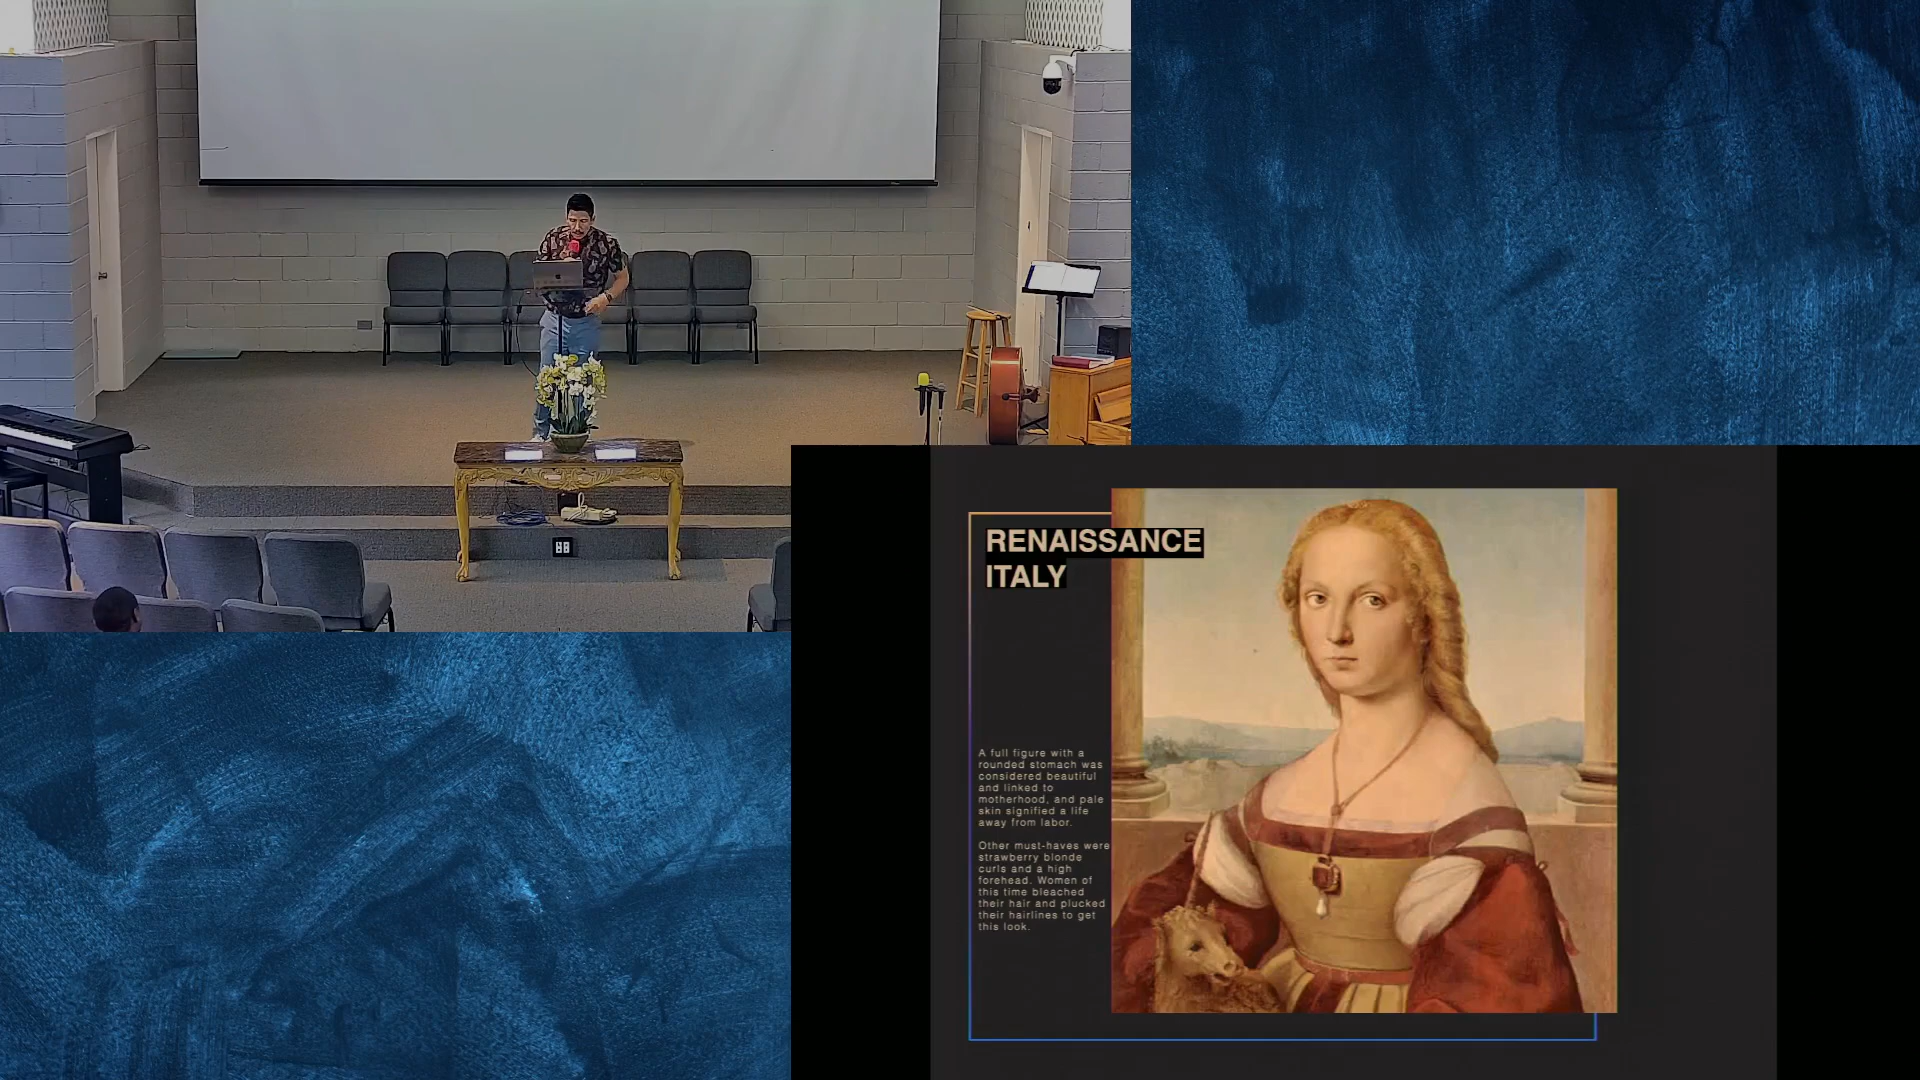 RENAISSANCE
ITALY
A full figure with a
rounded stomach was
considered beautiful
and linked to
motherhood, and pale
skin signified a life
away from labor.
Other must-haves were
strawberry blonde
curls and a high
forehead. Women of
this time bleached
their hair and plucked
their hairlines to get
this look.